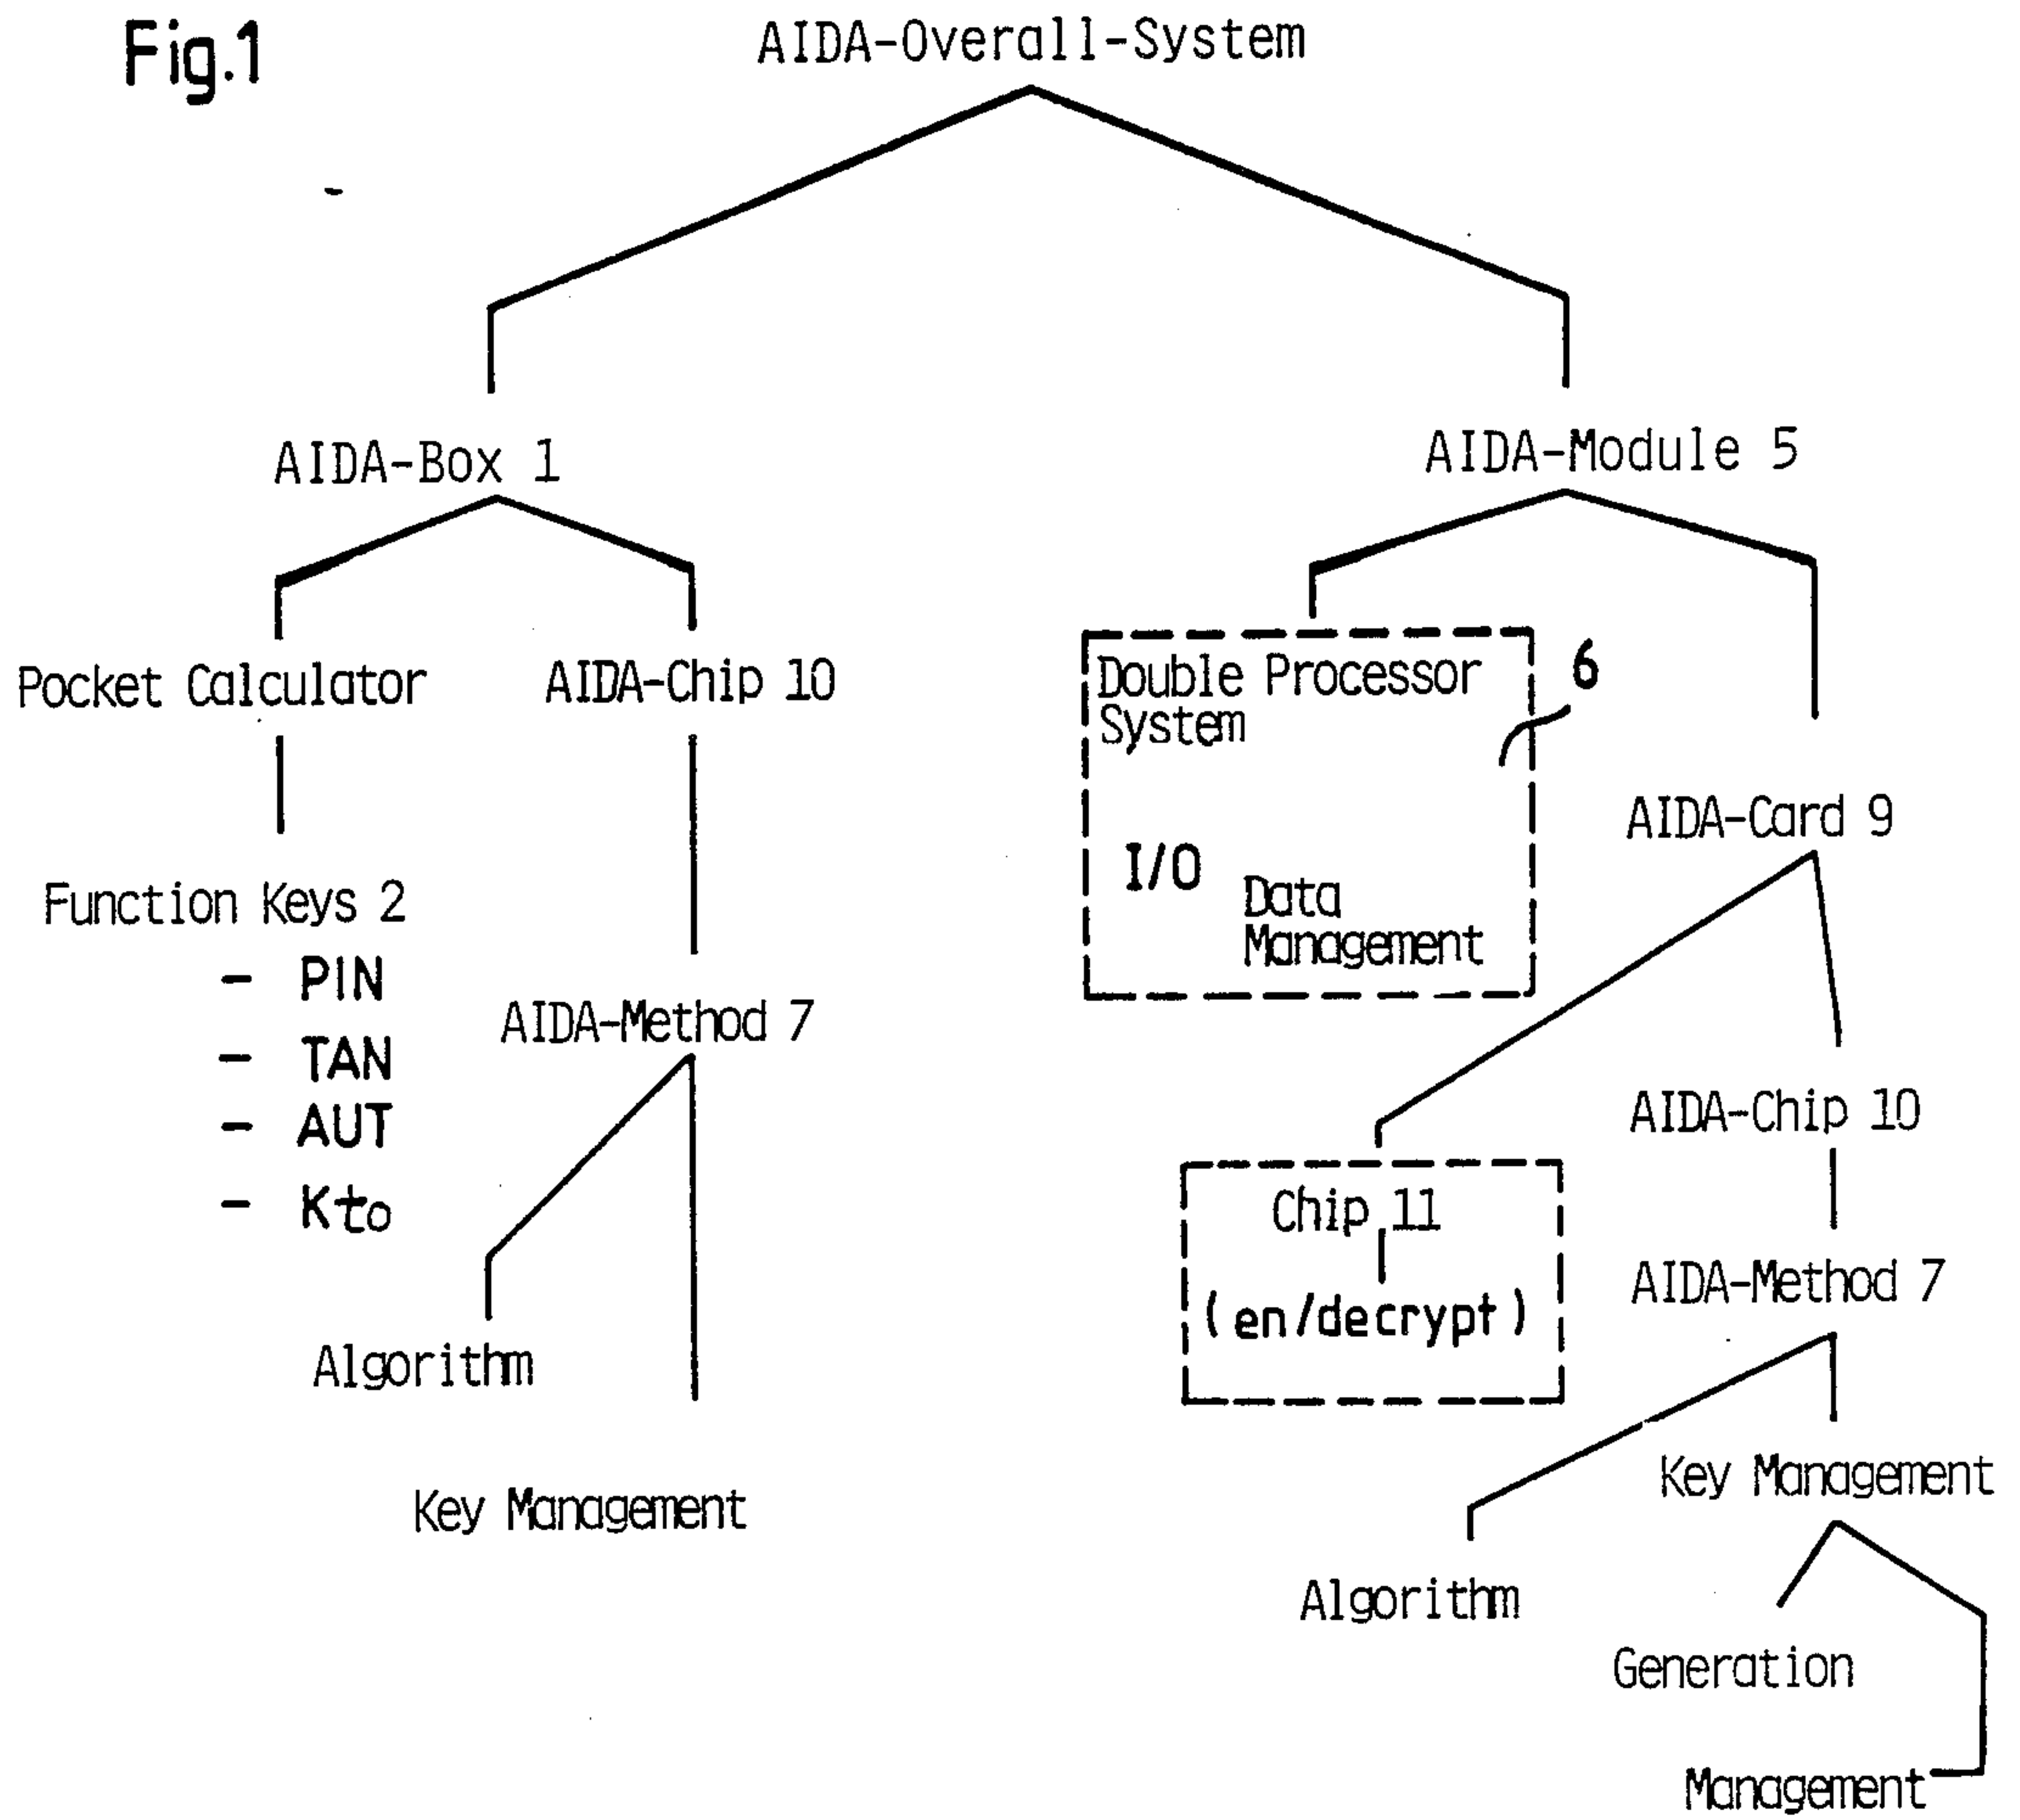 Fig.1
AIDA-Overall-System
AIDA-Box 1
AIDA-Module 5
Pocket Calculator
AIDA-Chip 10
Double Processor
System
6
I/O
Data
Management
AIDA-Card 9
Function Keys 2
- PIN
- TAN
- AUT
- Kto
AIDA-Method 7
Algorithm
Key Management
AIDA-Chip 10
Chip 11
(en/decrypt)
AIDA-Method 7
Key Management
Algorithm
Generation
Management